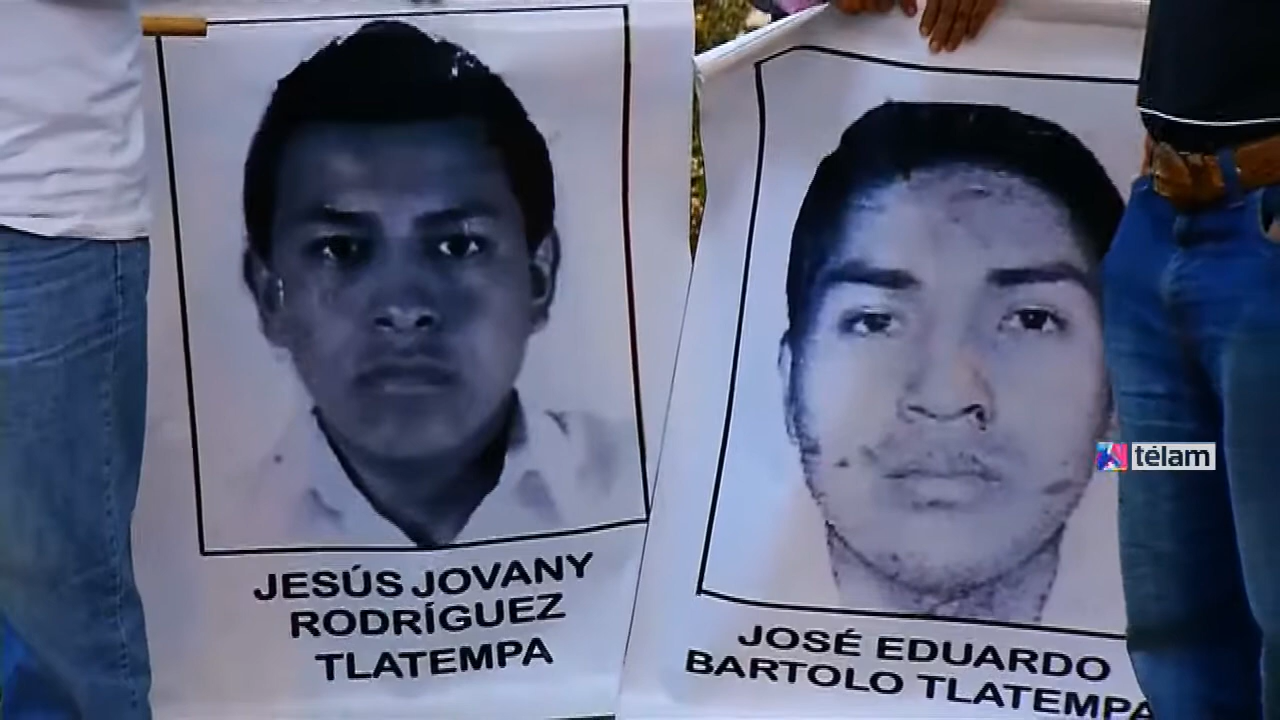 JESÚS JOVANY
RODRÍGUEZ
TLATEMPA
JOSÉ EDUARDO
BARTOLO TLATEMPA
télam